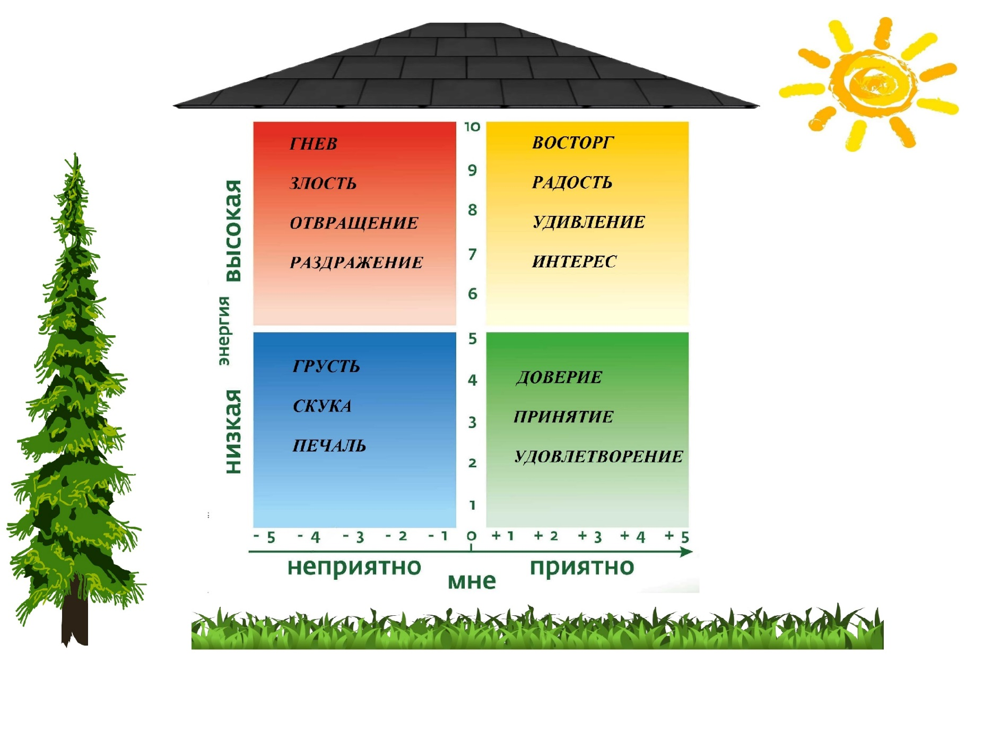 ГНЕВ
ЗЛОСТЬ
ОТВРАЩЕНИЕ
РАЗДРАЖЕНИЕ
10
9
8
7
6
ВОСТОРГ
РАДОСТЬ
УДИВЛЕНИЕ
ИНТЕРЕС
высокая
энергия
низкая
ГРУСТЬ
СКУКА
ПЕЧАЛЬ
5
4
3
2
1
ДОВЕРИЕ
ПРИНЯТИЕ
УДОВЛЕТВОРЕНИЕ
- 5 - 4 - 3 - 2 - 1 0 + 1 + 2 + 3 + 4 + 5
неприятно приятно
мне